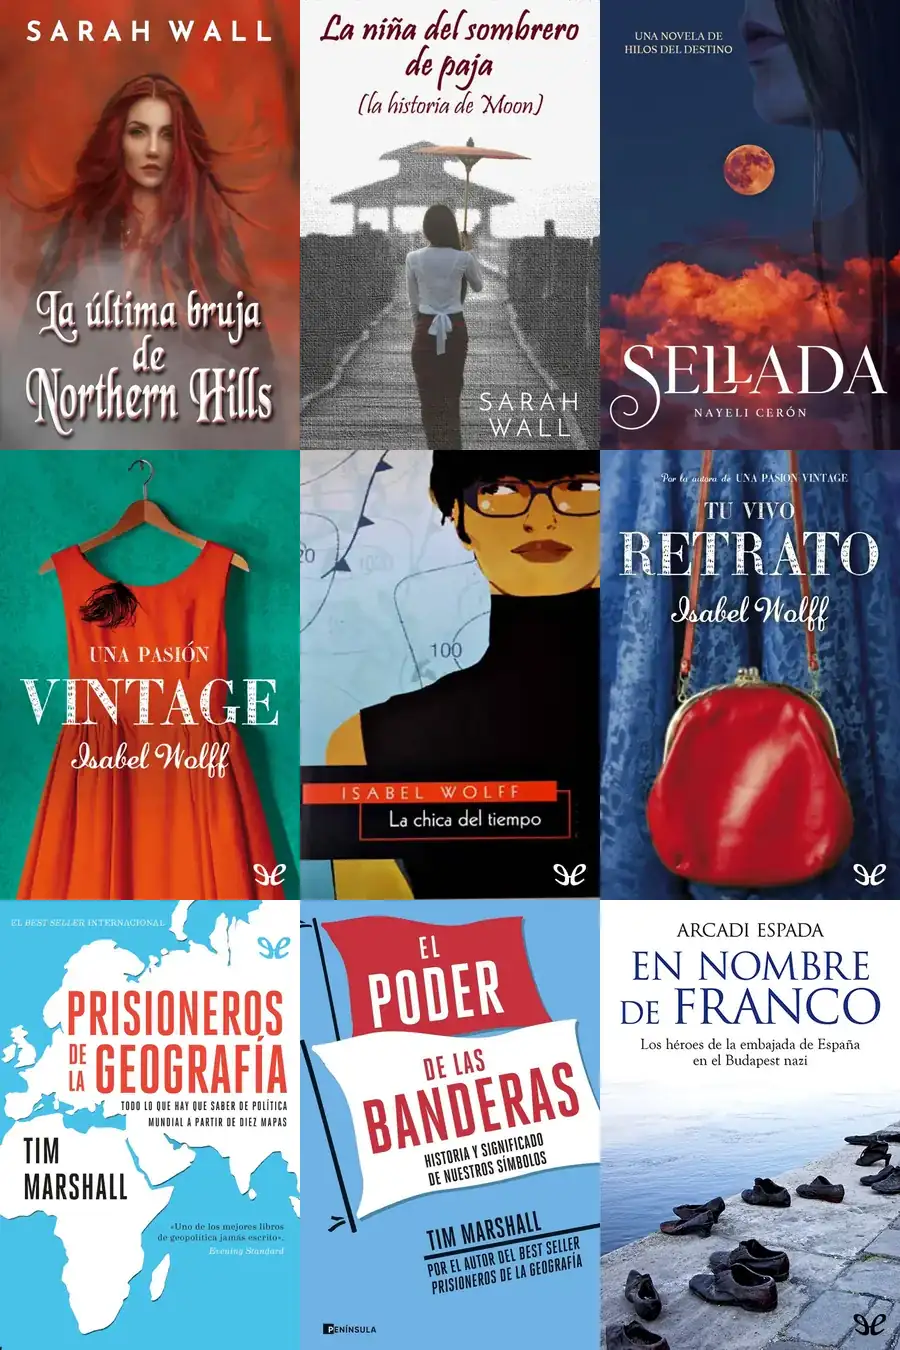 SARAH WALL
La última bruja
de
Northern Hills
La niña del sombrero
de paja
(la historia de Moon)
SARAH
WALL
UNA NOVELA DE
HILOS DEL DESTINO
SELLADA
NAYELI CERÓN
UNA PASIÓN
VINTAGE
Isabel Wolff
20
1020
100
ISABEL WOLFF
La chica del tiempo
Por la autora de UNA PASIÓN VINTAGE
TU VIVO
RETRATO
Isabel Wolff
EL BEST SELLER INTERNACIONAL
PRISIONEROS
DE LA GEOGRAFÍA
TODO LO QUE HAY QUE SABER DE POLÍTICA
MUNDIAL A PARTIR DE DIEZ MAPAS
TIM
MARSHALL
«Uno de los mejores libros
de geopolítica jamás escrito».
Evening Standard
EL
PODER
DE LAS
BANDERAS
HISTORIA Y SIGNIFICADO
DE NUESTROS SÍMBOLOS
TIM MARSHALL
POR EL AUTOR DEL BEST SELLER
PRISIONEROS DE LA GEOGRAFÍA
PENÍNSULA
ARCADI ESPADA
EN NOMBRE
DE FRANCO
Los héroes de la embajada de España
en el Budapest nazi